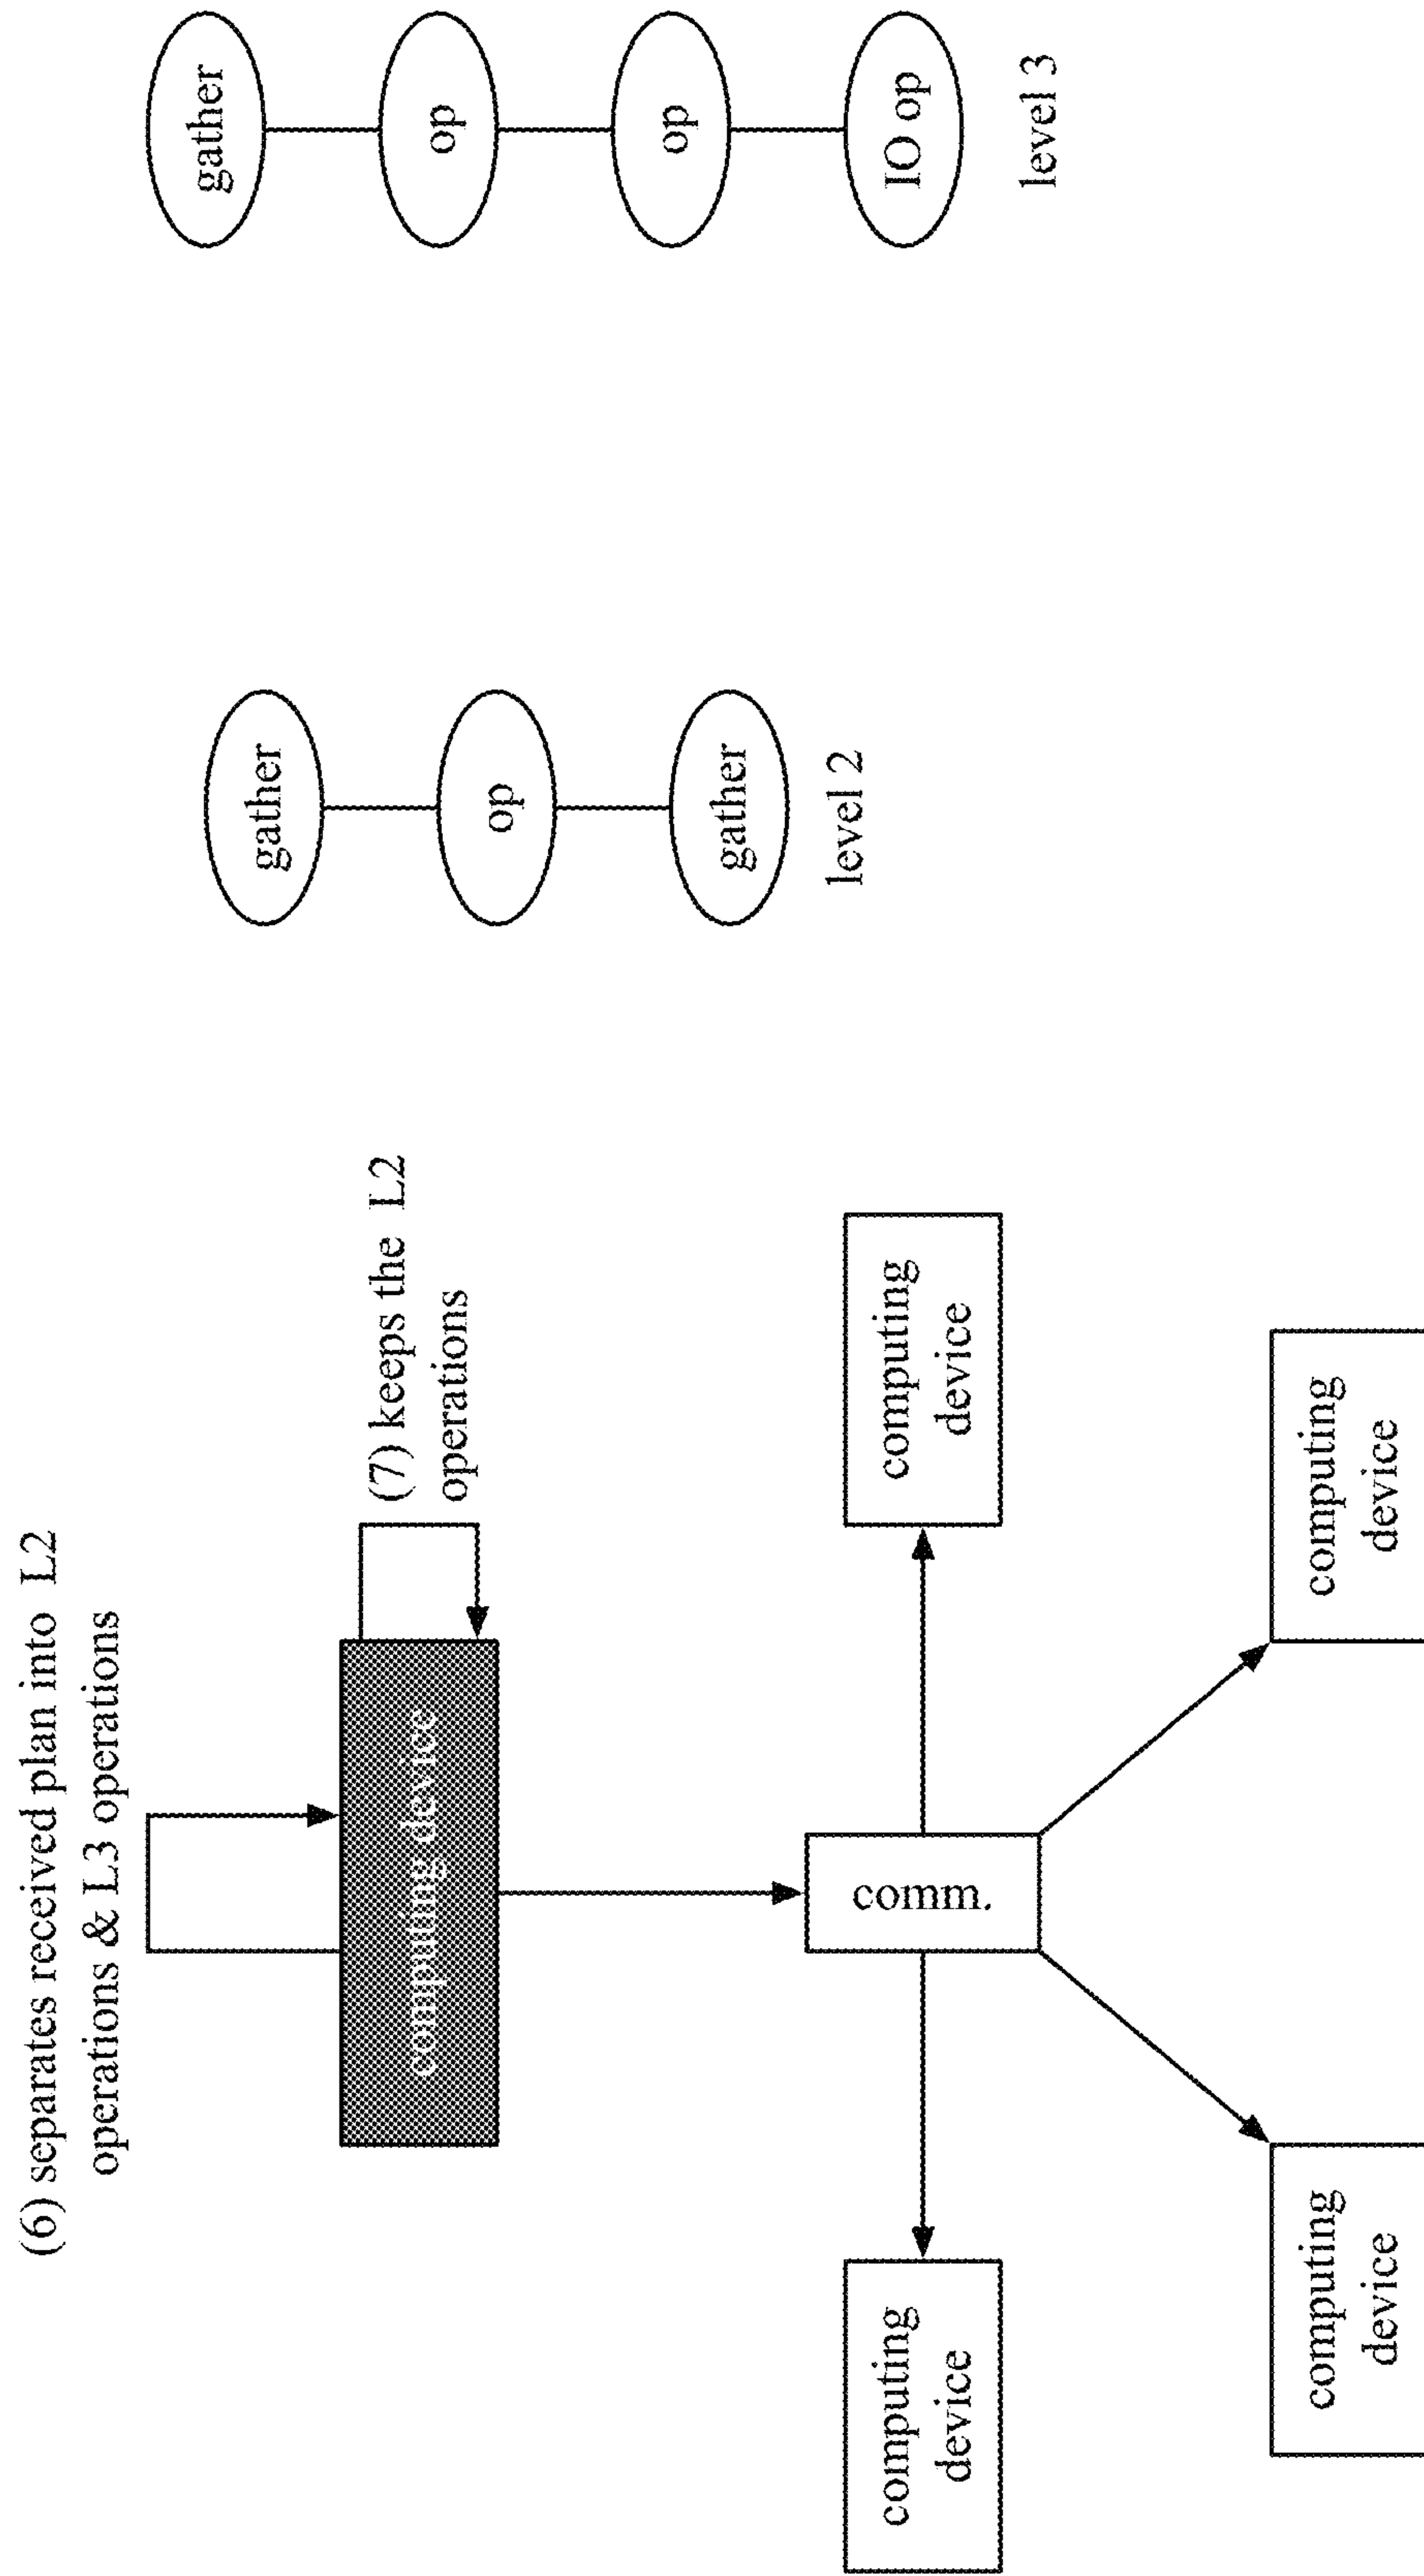 (6) separates received plan into L2
operations & L3 operations
computing device
(7) keeps the L2
operations
comm.
computing
device
computing
device
computing
device
computing
device
gather
op
gather
level 2
gather
op
op
IO op
level 3